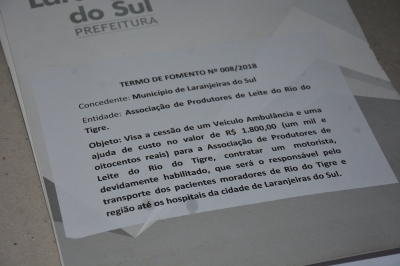 do Sul
PREFEITURA
TERMO DE FOMENTO Nº 008/2018
Concedente: Município de Laranjeiras do Sul
Entidade: Associação de Produtores de Leite do Rio do
Tigre.
Objeto: Visa a cessão de um Veículo Ambulância e uma
ajuda de custo no valor de R$ 1.800,00 (um mil e
oitocentos reais) para a Associação de Produtores de
Leite do Rio do Tigre, contratar um motorista,
devidamente habilitado, que será o responsável pelo
transporte dos pacientes moradores de Rio do Tigre e
região até os hospitais da cidade de Laranjeiras do Sul.